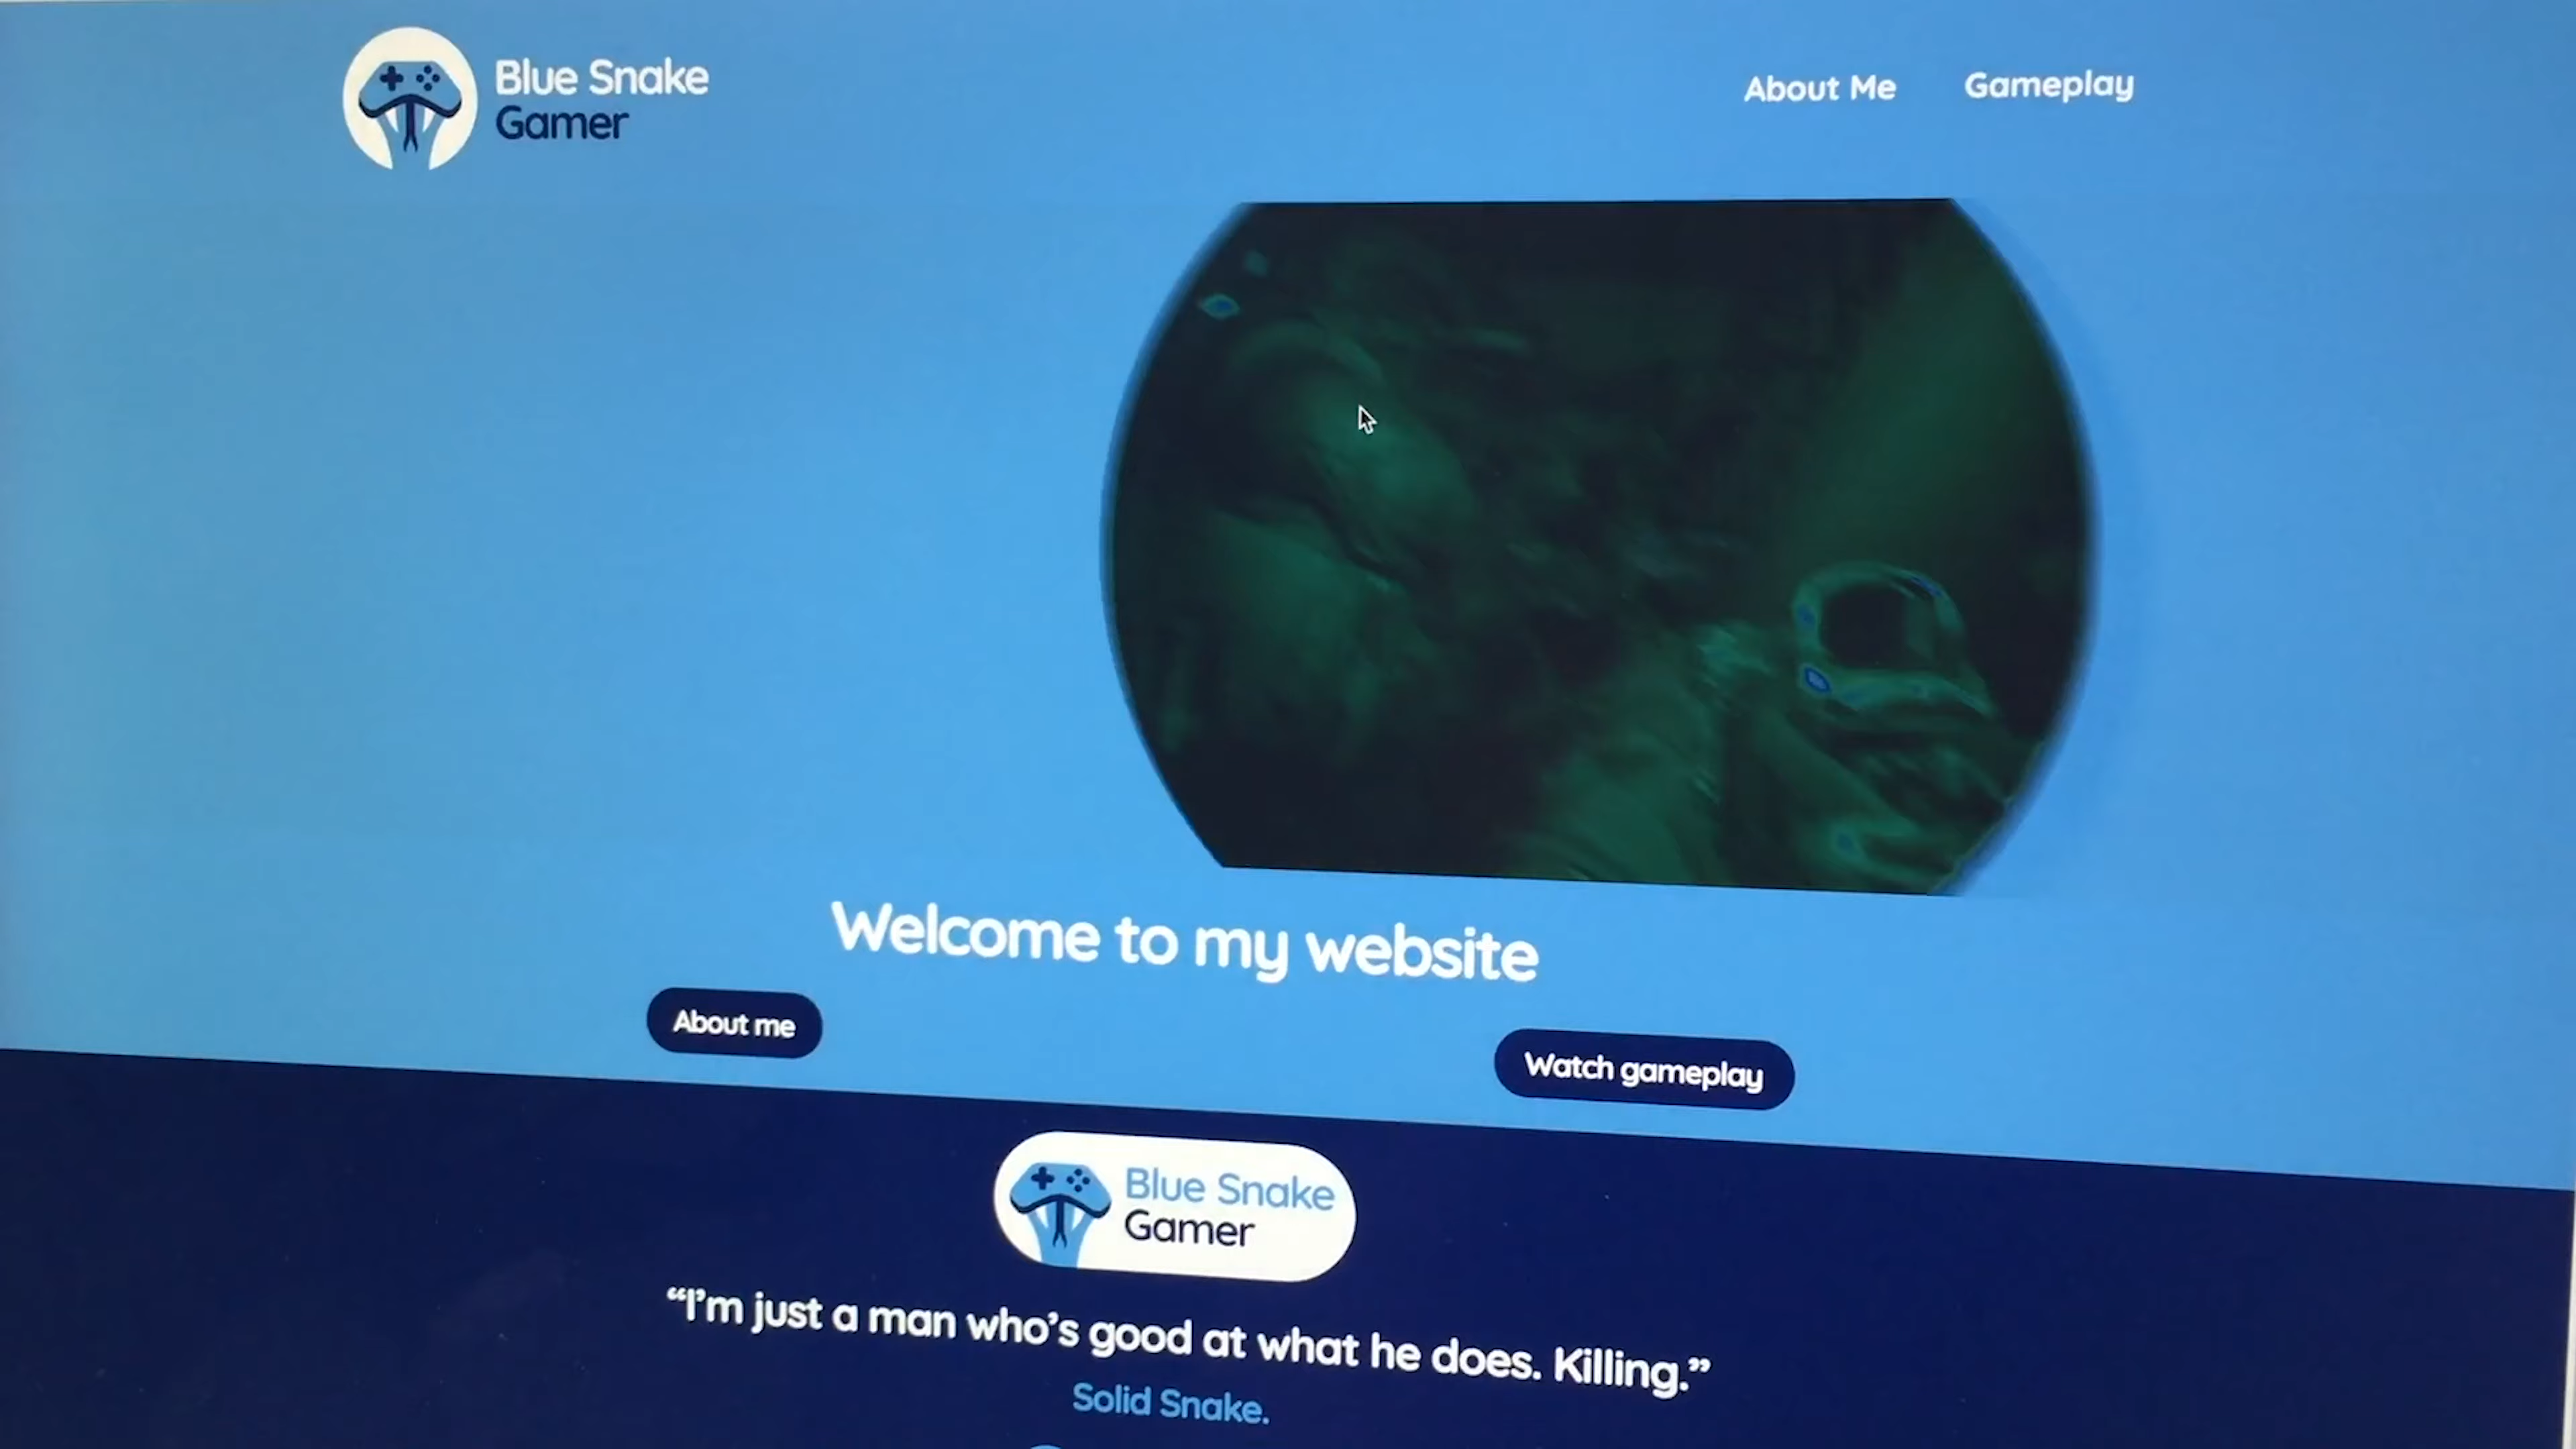 Blue Snake
Gamer
About Me
Gameplay
Welcome to my website
About me
Watch gameplay
Blue Snake
Gamer
“I’m just a man who’s good at what he does. Killing.”
Solid Snake.